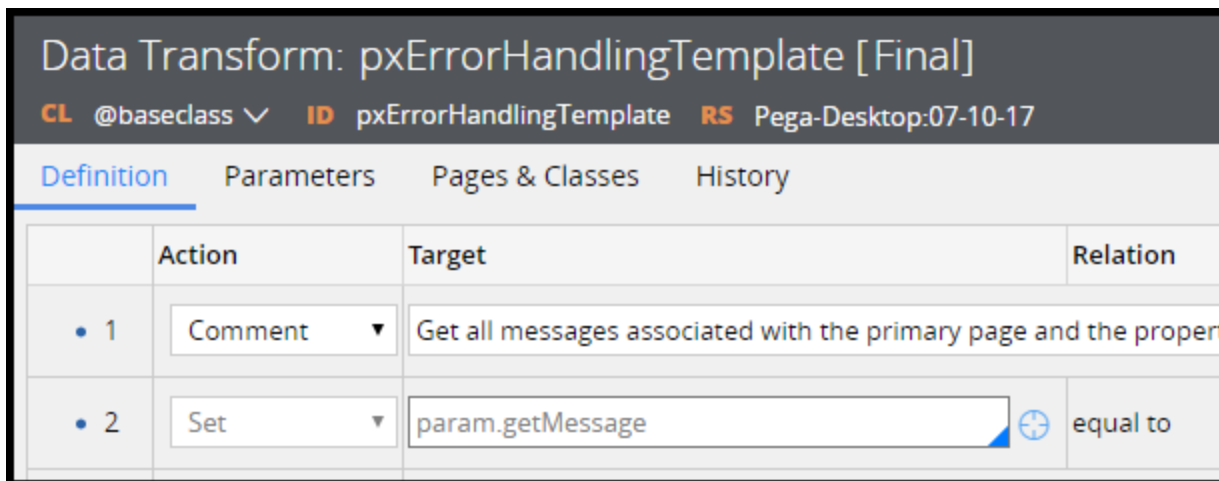 Data Transform: pxErrorHandlingTemplate [Final]
CL @baseclass ID pxErrorHandlingTemplate RS Pega-Desktop:07-10-17
Definition Parameters Pages & Classes History
Action Target Relation
1 Comment Get all messages associated with the primary page and the propert
2 Set param.getMessage equal to